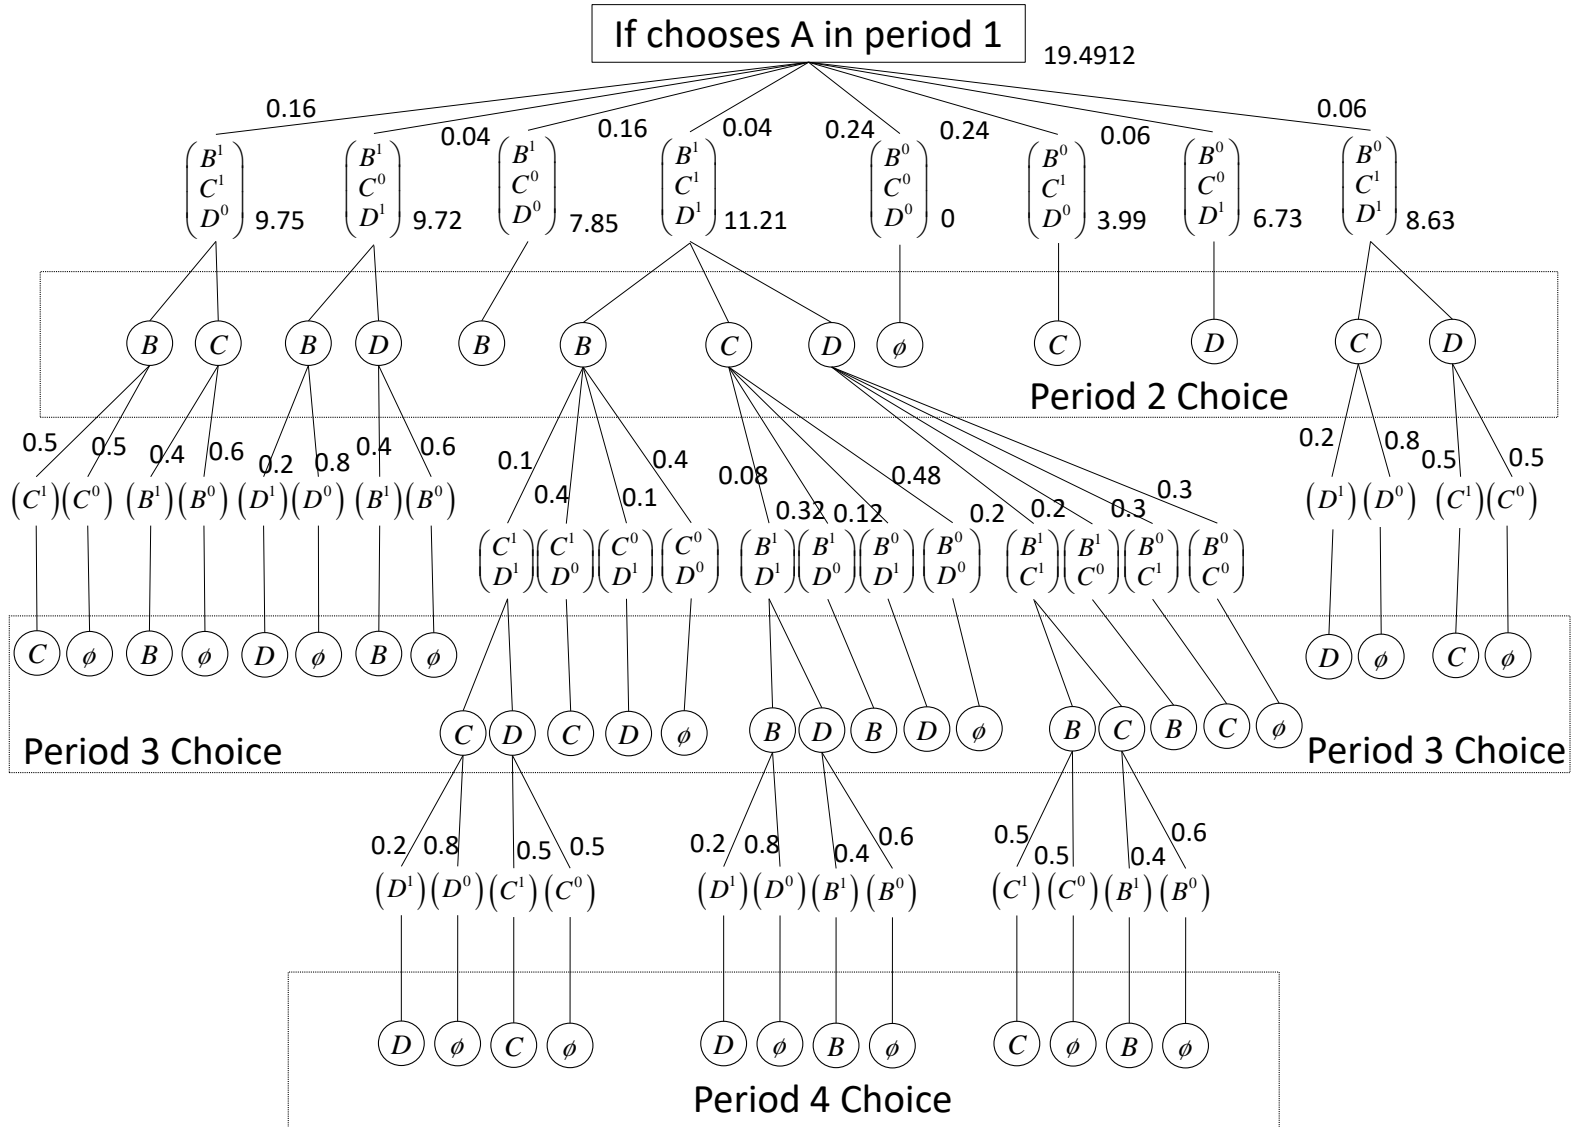 If chooses A in period 1
19.4912
0.16 0.04 0.16 0.04 0.24 0.24 0.06 0.06
B¹ B¹ B¹ B¹ B⁰ B⁰ B⁰ B⁰
C¹ C⁰ C⁰ C¹ C⁰ C¹ C⁰ C¹
D⁰ 9.75 D¹ 9.72 D⁰ 7.85 D¹ 11.21 D⁰ 0 D⁰ 3.99 D¹ 6.73 D¹ 8.63
B C B D B B C D ϕ C D C D
Period 2 Choice
0.5 0.5 0.4 0.6 0.2 0.8 0.4 0.6 0.1 0.4 0.1 0.4 0.08 0.32 0.12 0.48 0.2 0.2 0.3 0.3 0.2 0.8 0.5 0.5
(C¹) (C⁰) (B¹) (B⁰) (D¹) (D⁰) (B¹) (B⁰) (D¹) (D⁰) (C¹) (C⁰)
C¹ C¹ C⁰ C⁰ B¹ B¹ B⁰ B⁰ B¹ B¹ B⁰ B⁰
D¹ D⁰ D¹ D⁰ D¹ D⁰ D¹ D⁰ C¹ C⁰ C¹ C⁰
C ϕ B ϕ D ϕ B ϕ D ϕ C ϕ
C D C D ϕ B D B D ϕ B C B C ϕ
Period 3 Choice Period 3 Choice
0.2 0.8 0.5 0.5 0.2 0.8 0.4 0.6 0.5 0.5 0.4 0.6
(D¹) (D⁰) (C¹) (C⁰) (D¹) (D⁰) (B¹) (B⁰) (C¹) (C⁰) (B¹) (B⁰)
D ϕ C ϕ D ϕ B ϕ C ϕ B ϕ
Period 4 Choice